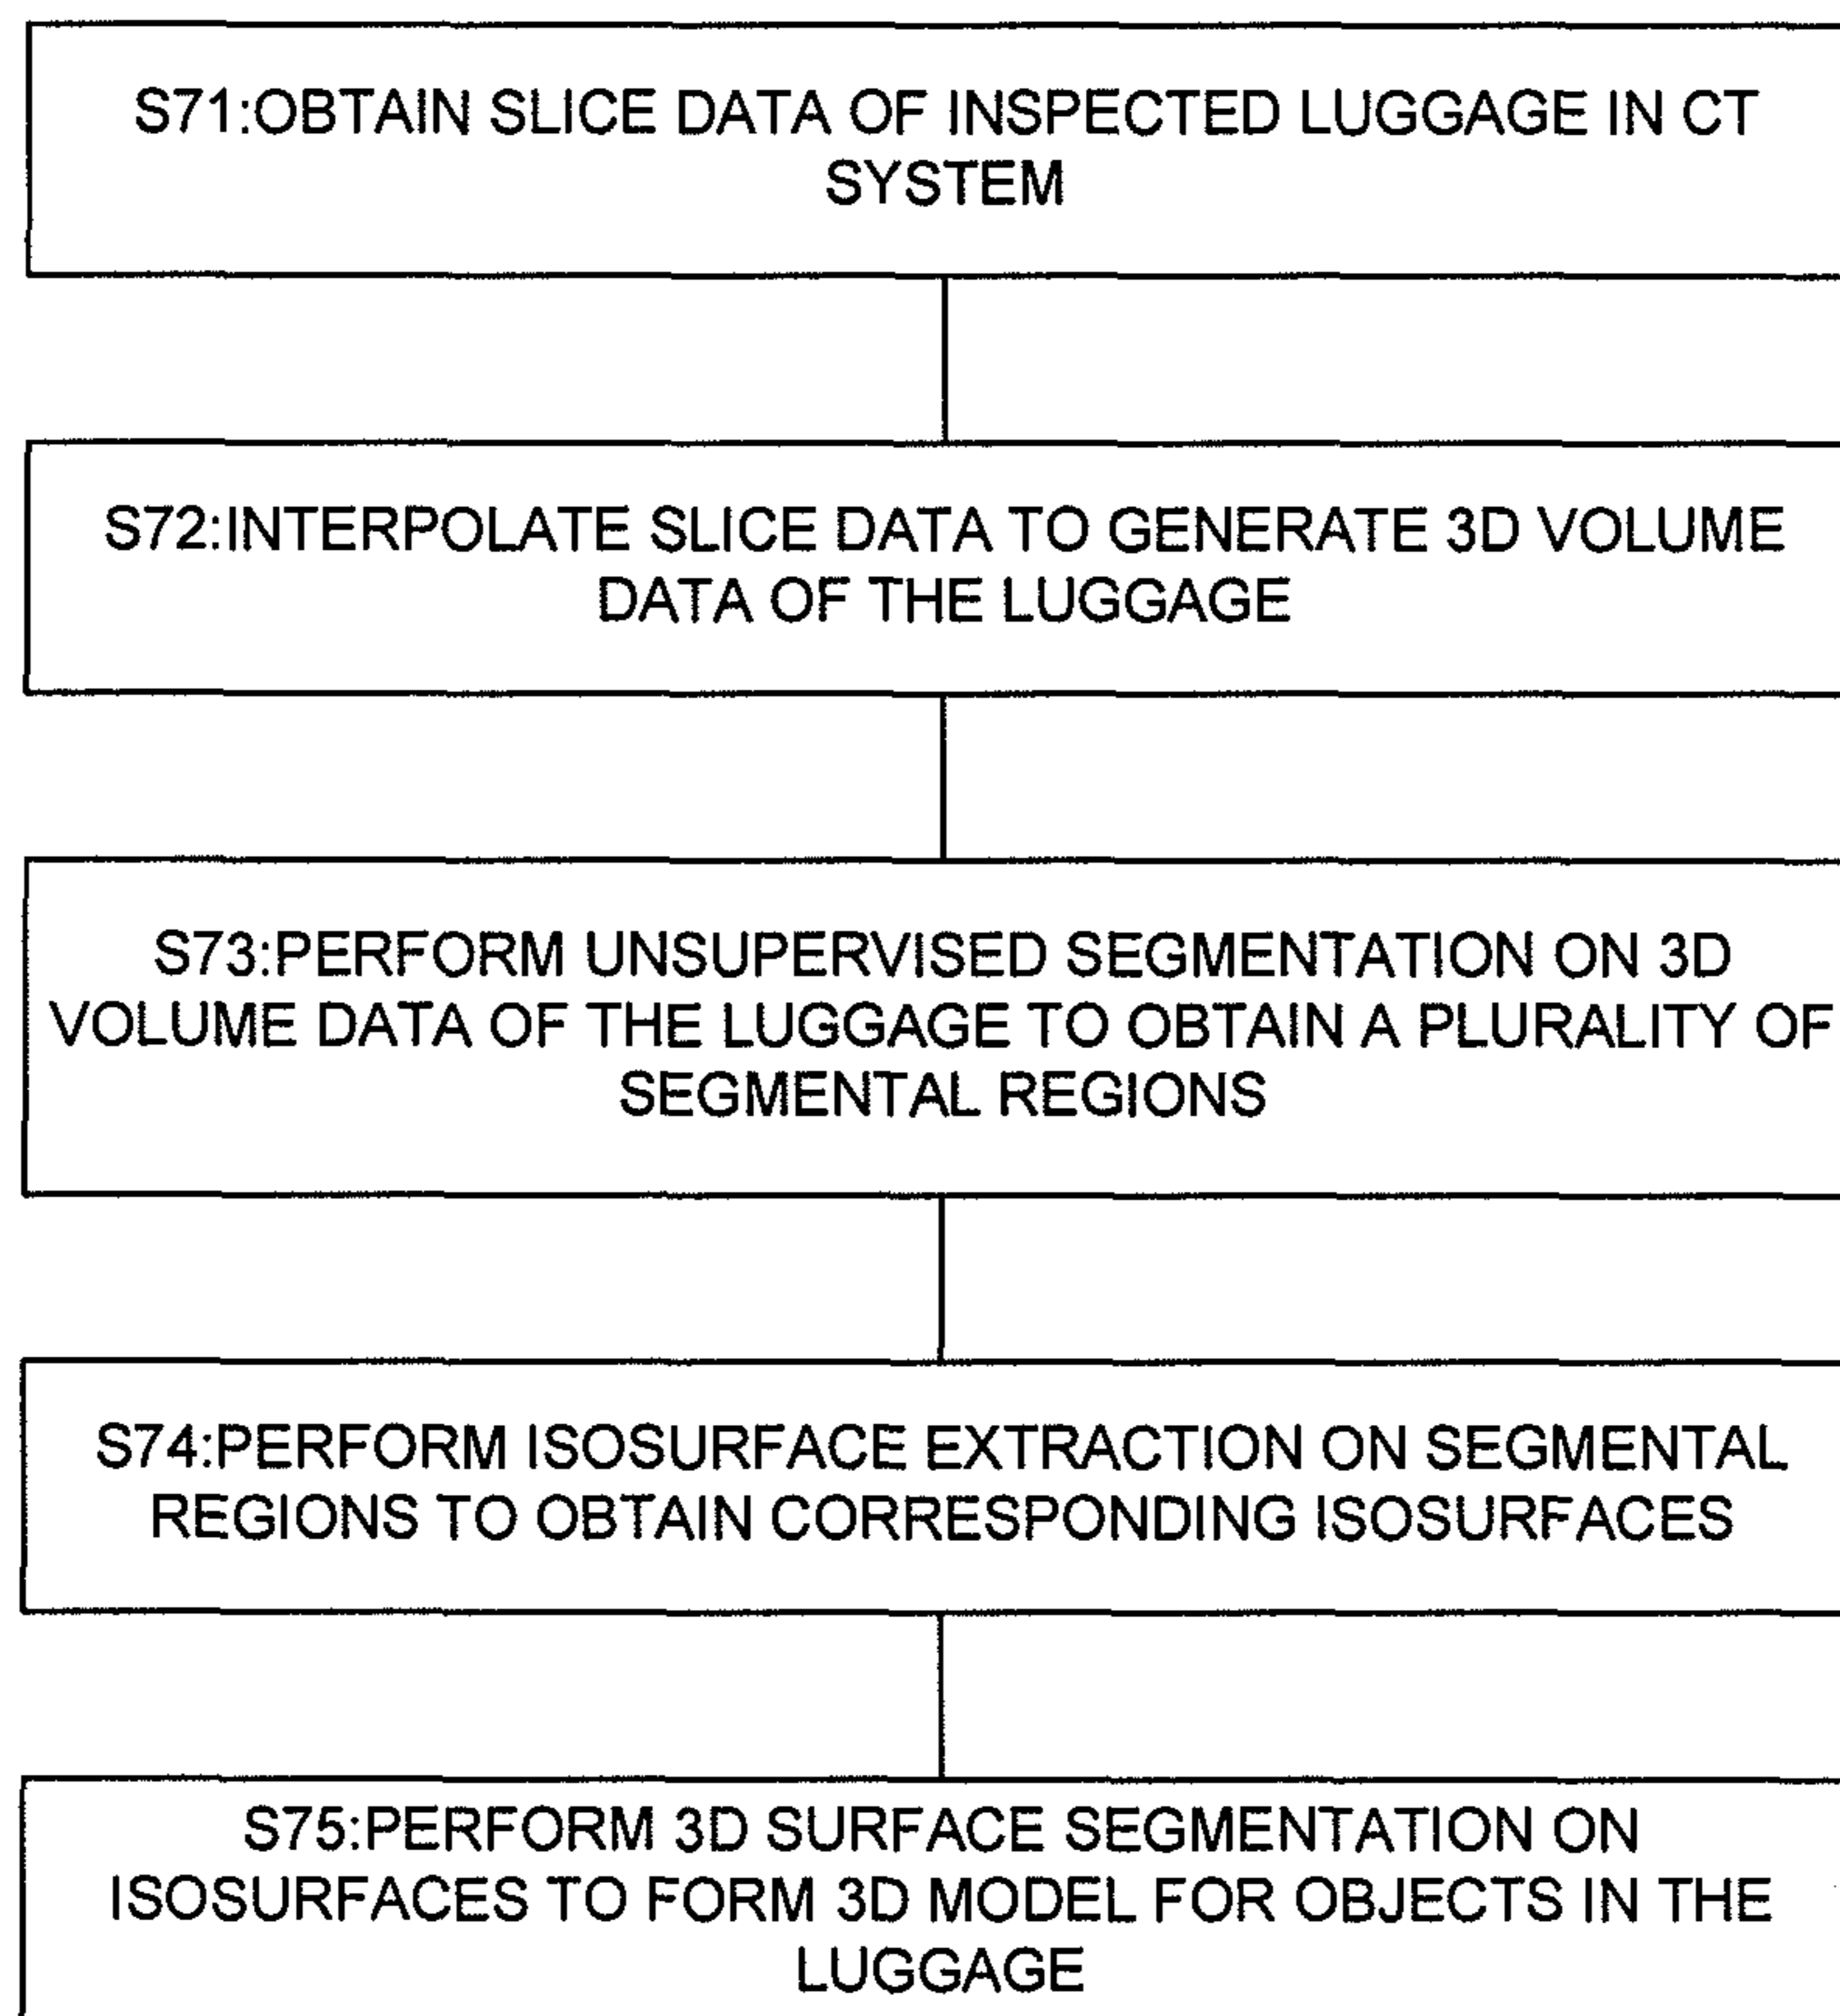 S71:OBTAIN SLICE DATA OF INSPECTED LUGGAGE IN CT
SYSTEM
S72:INTERPOLATE SLICE DATA TO GENERATE 3D VOLUME
DATA OF THE LUGGAGE
S73:PERFORM UNSUPERVISED SEGMENTATION ON 3D
VOLUME DATA OF THE LUGGAGE TO OBTAIN A PLURALITY OF
SEGMENTAL REGIONS
S74:PERFORM ISOSURFACE EXTRACTION ON SEGMENTAL
REGIONS TO OBTAIN CORRESPONDING ISOSURFACES
S75:PERFORM 3D SURFACE SEGMENTATION ON
ISOSURFACES TO FORM 3D MODEL FOR OBJECTS IN THE
LUGGAGE